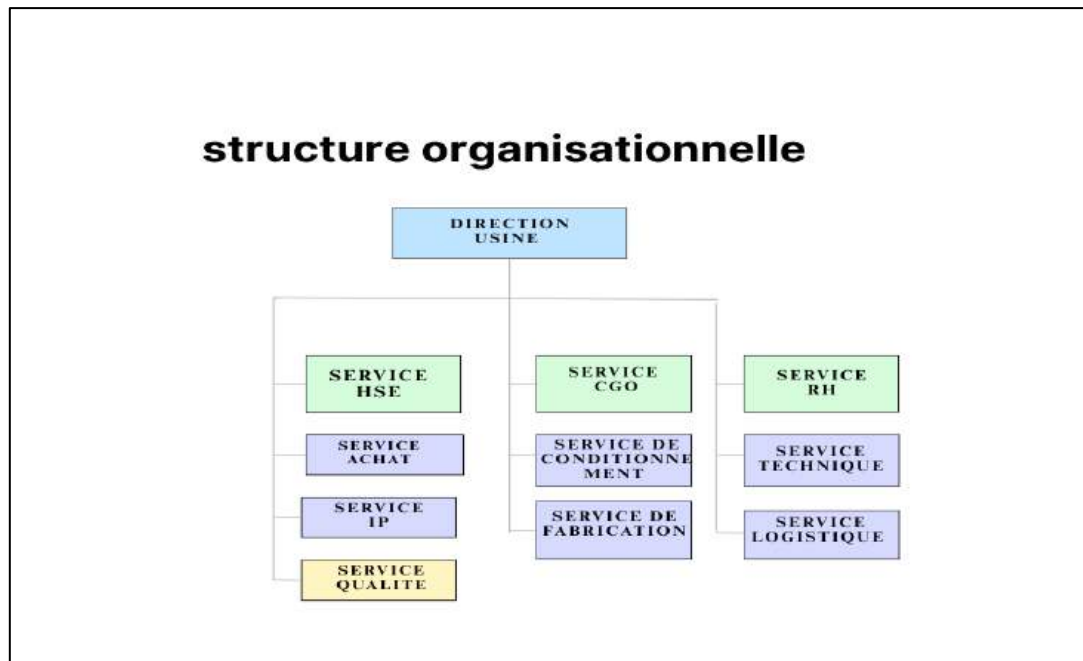 structure organisationnelle
DIRECTION
USINE
SERVICE
HSE
SERVICE
CGO
SERVICE
RH
SERVICE
ACHAT
SERVICE DE
CONDITIONNE
MENT
SERVICE
TECHNIQUE
SERVICE
IP
SERVICE DE
FABRICATION
SERVICE
LOGISTIQUE
SERVICE
QUALITE